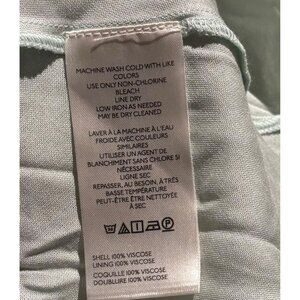 MACHINE WASH COLD WITH LIKE
COLORS
USE ONLY NON-CHLORINE
BLEACH
LINE DRY
LOW IRON AS NEEDED
MAY BE DRY CLEANED
LAVER À LA MACHINE À L'EAU
FROIDE AVEC COULEURS
SIMILAIRES
UTILISER UN AGENT DE
BLANCHIMENT SANS CHLORE SI
NÉCESSAIRE
LIGNE SEC
REPASSER, AU BESOIN, À TRÈS
BASSE TEMPÉRATURE
PEUT-ÊTRE ÊTRE NETTOYÉE
À SEC
SHELL 100% VISCOSE
LINING 100% VISCOSE
COQUILLE 100% VISCOSE
DOUBLURE 100% VISCOSE